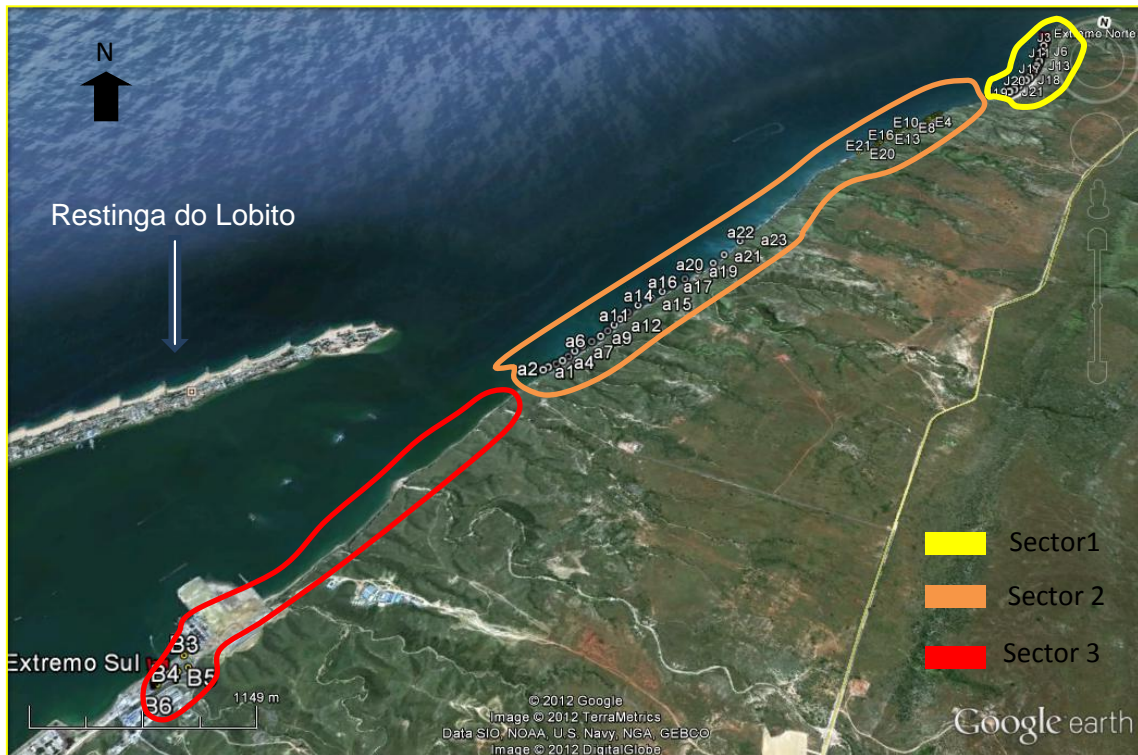 N
N
J3
Extremo Norte
J11
J6
J13
J19
J20
J18
J21
E10
E4
E8
E16
E13
E21
E20
Restinga do Lobito
a22
a23
a21
a20
a19
a16
a17
a14
a15
a11
a12
a6
a9
a7
a2
a4
a1
Sector1
Sector 2
B3
Extremo Sul
B4
B5
Sector 3
B6
1149 m
© 2012 Google
Image © 2012 TerraMetrics
Data SIO, NOAA, U.S. Navy, NGA, GEBCO
Image © 2012 DigitalGlobe
Google earth